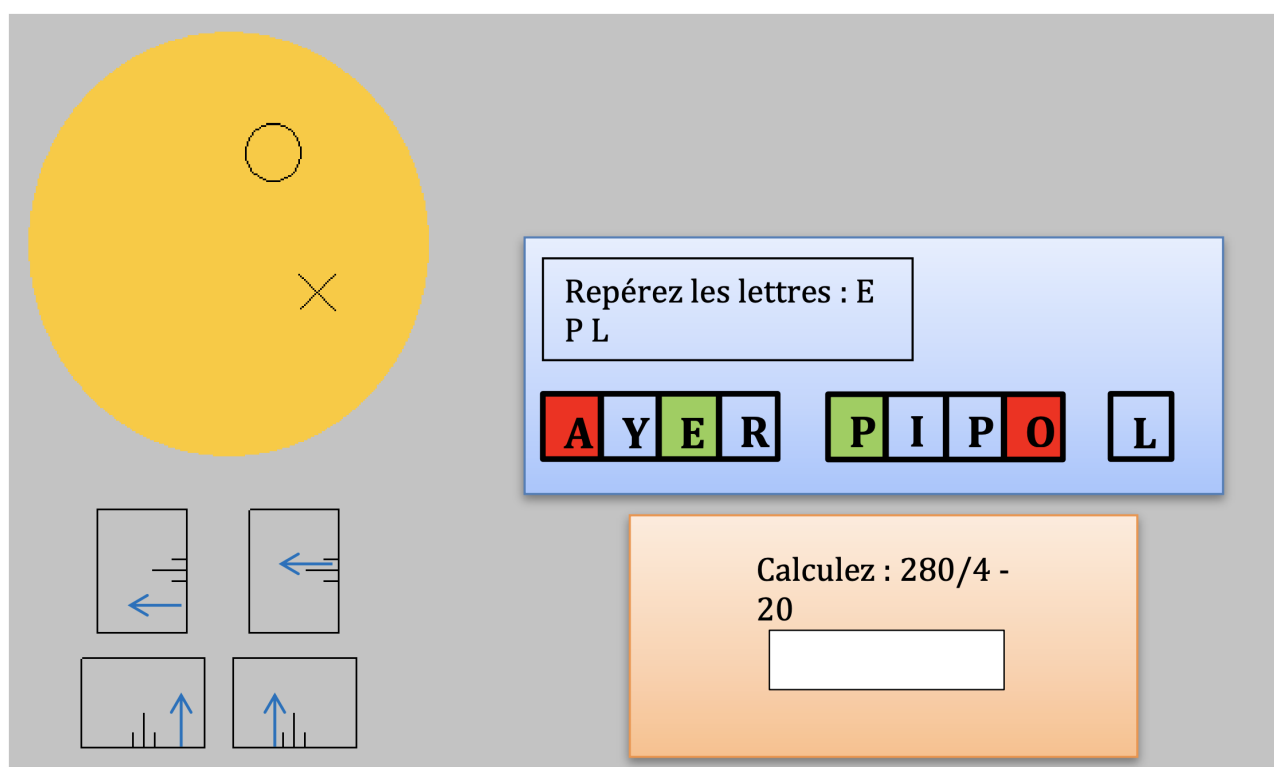 Repérez les lettres : E
P L
A Y E R P I P O L
Calculez : 280/4 -
20